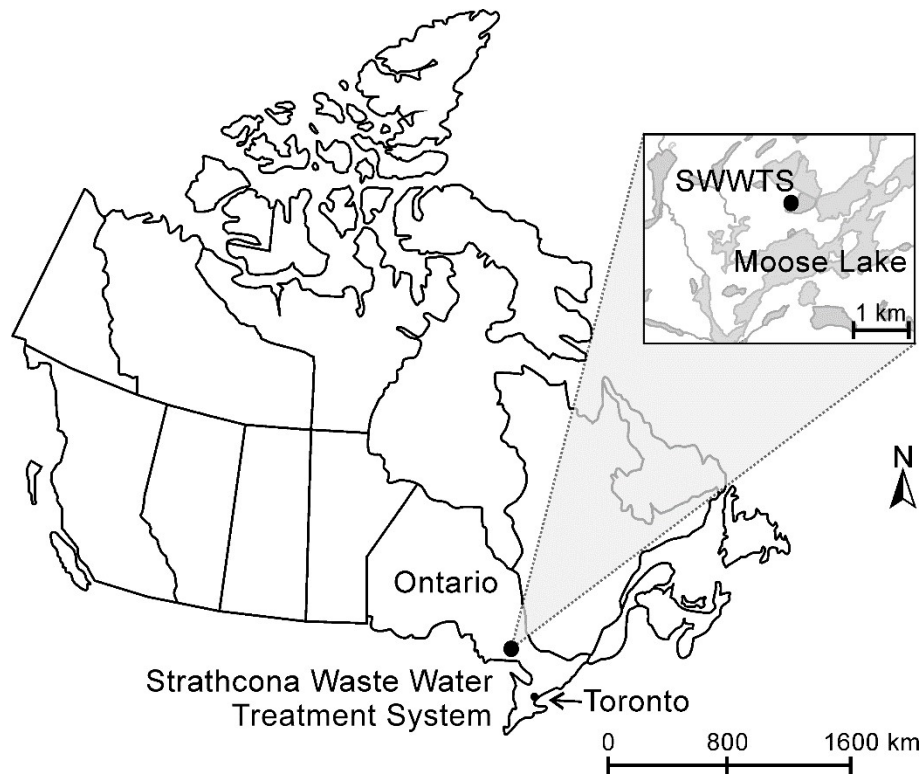 SWWTS
Moose Lake
1 km
N
Ontario
Strathcona Waste Water
Treatment System
Toronto
0 800 1600 km